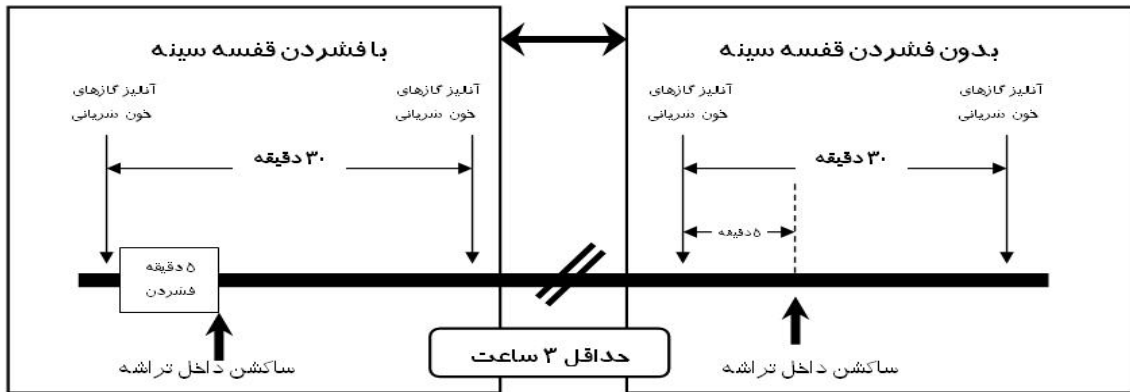 بدون فشردن قفسه سینه
آنالیز گازهای
خون شریانی
آنالیز گازهای
خون شریانی
۳۰ دقیقه
۵ دقیقه
ساکشن داخل تراشه
با فشردن قفسه سینه
آنالیز گازهای
خون شریانی
آنالیز گازهای
خون شریانی
۳۰ دقیقه
۵ دقیقه
فشردن
ساکشن داخل تراشه
حداقل ۳ ساعت